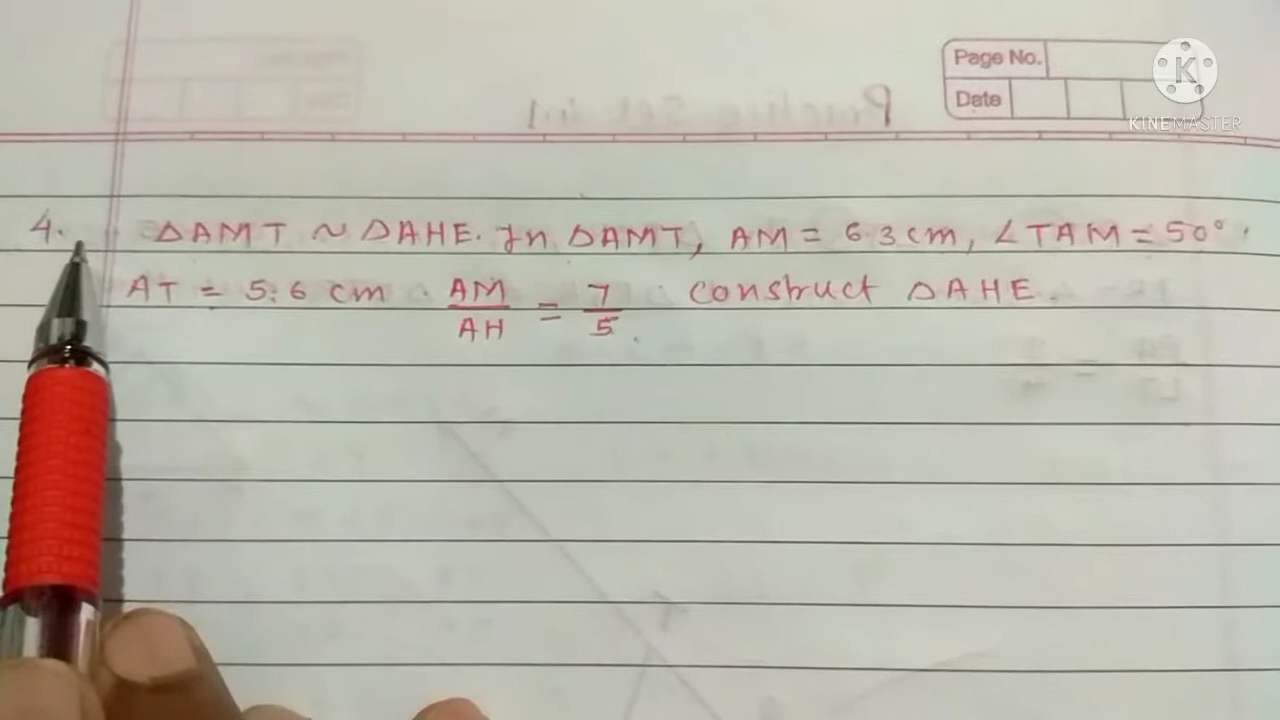 Page No.
Date
KINEMASTER
4. ΔAMT ~ ΔAHE. In ΔAMT, AM = 6.3 cm, ∠TAM = 50°.
AT = 5.6 cm. AM/AH = 7/5. construct ΔAHE.